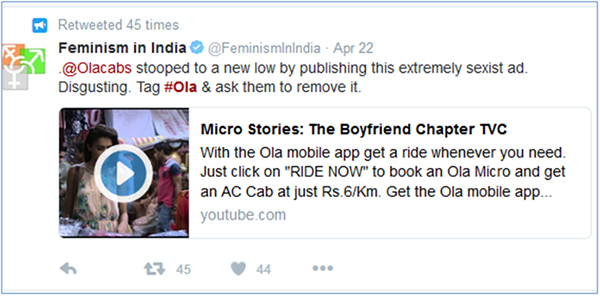 Retweeted 45 times
Feminism in India @FeminismInIndia · Apr 22
.@Olacabs stooped to a new low by publishing this extremely sexist ad.
Disgusting. Tag #Ola & ask them to remove it.
Micro Stories: The Boyfriend Chapter TVC
With the Ola mobile app get a ride whenever you need.
Just click on "RIDE NOW" to book an Ola Micro and get
an AC Cab at just Rs.6/Km. Get the Ola mobile app...
youtube.com
45 44